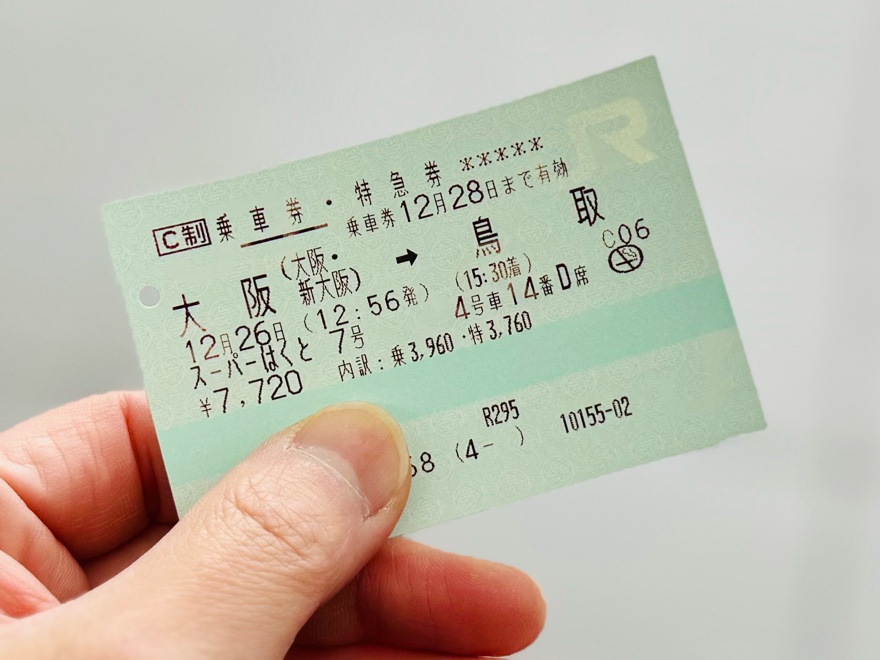 C制 乗車券・特急券 *****
乗車券12月28日まで有効
大阪(大阪・新大阪) ➡ 鳥取
12月26日 (12:56発) (15:30着) C06
スーパーはくと 7号 4号車14番D席
¥7,720 内訳:乗3,960・特3,760
R295
68 (4- ) 10155-02